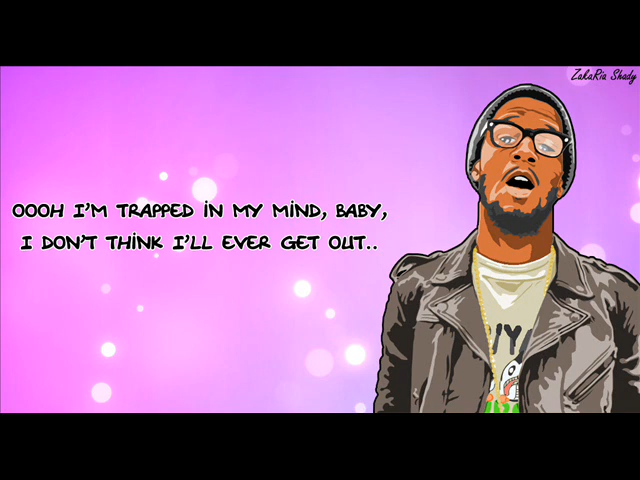 ZakaRia Shady
OOOH I'M TRAPPED IN MY MIND, BABY,
I DON'T THINK I'LL EVER GET OUT..